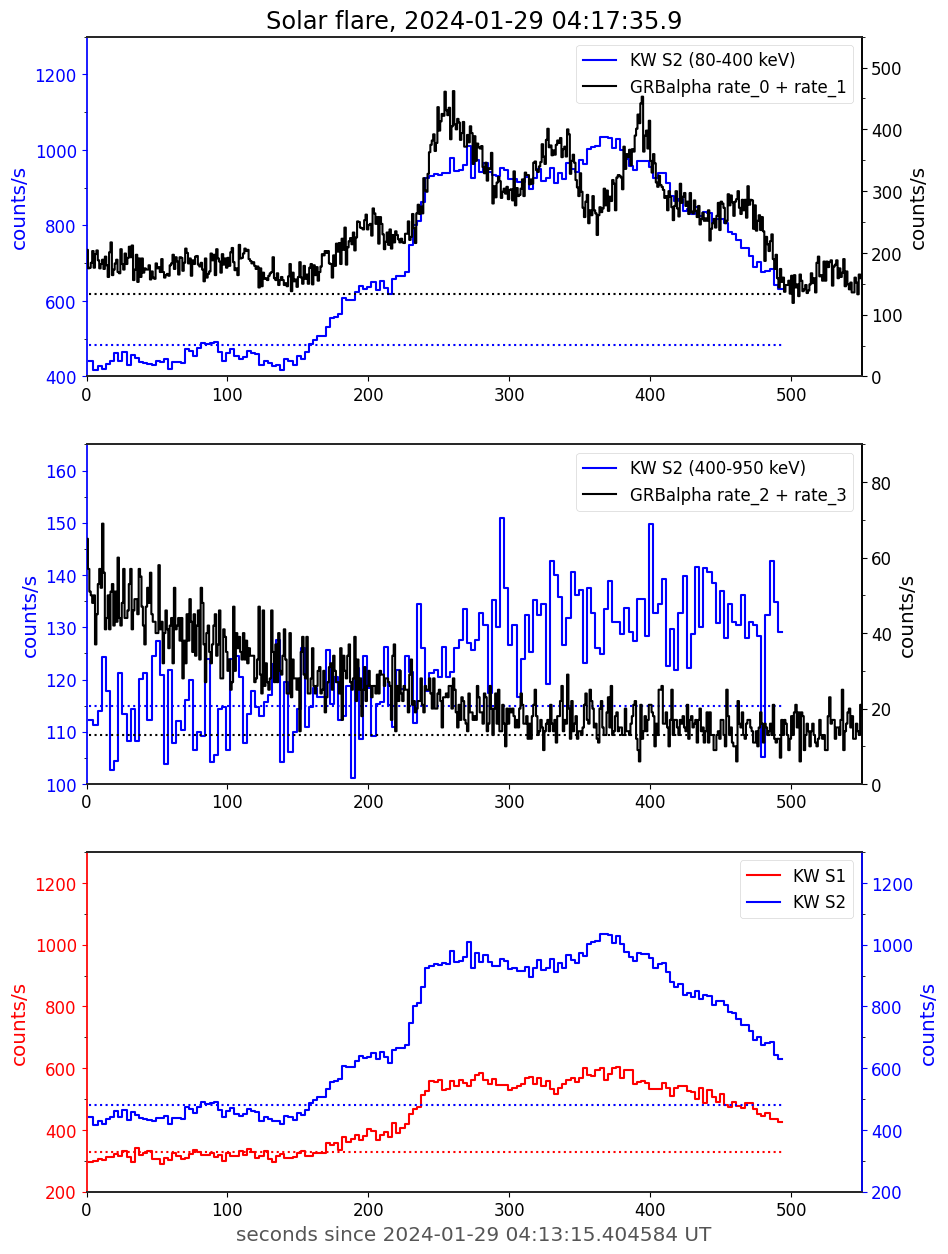 Solar flare, 2024-01-29 04:17:35.9
KW S2 (80-400 keV)
GRBalpha rate_0 + rate_1
counts/s
counts/s
1200
1000
800
600
400
500
400
300
200
100
0
0 100 200 300 400 500
KW S2 (400-950 keV)
GRBalpha rate_2 + rate_3
counts/s
counts/s
160
150
140
130
120
110
100
80
60
40
20
0
0 100 200 300 400 500
KW S1
KW S2
counts/s
counts/s
1200
1000
800
600
400
200
1200
1000
800
600
400
200
0 100 200 300 400 500
seconds since 2024-01-29 04:13:15.404584 UT